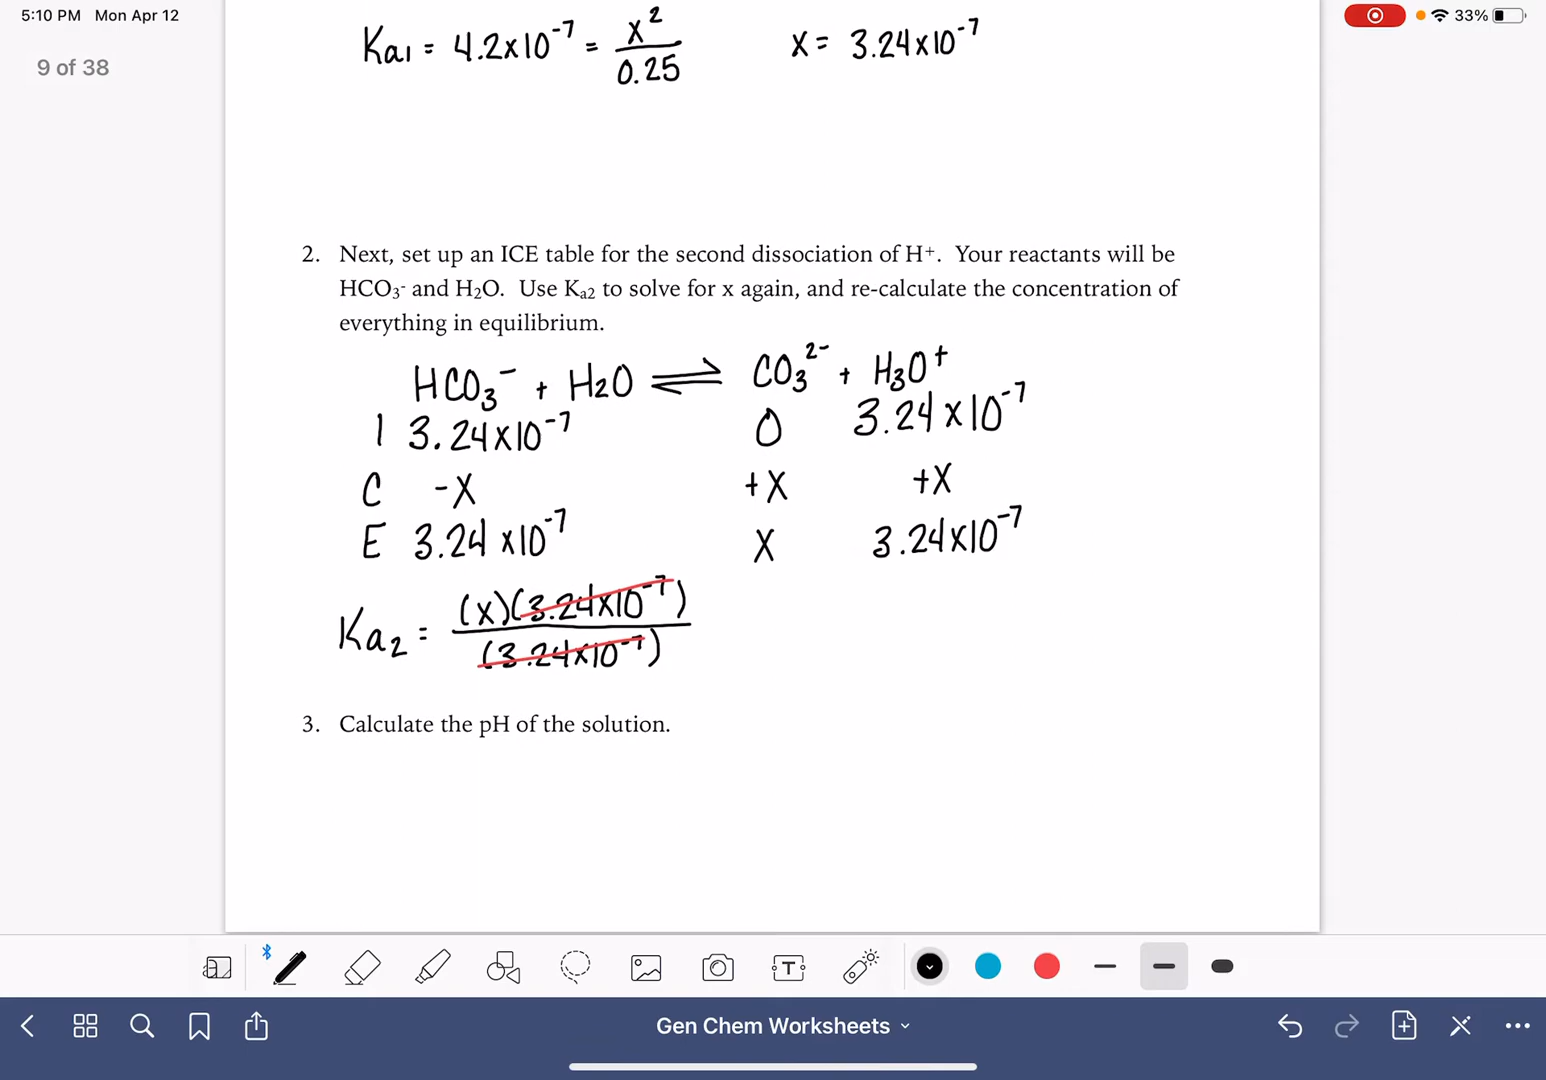 5:10 PM Mon Apr 12
33%
9 of 38
Ka1 = 4.2x10⁻⁷ = x²/0.25 x = 3.24x10⁻⁷
2. Next, set up an ICE table for the second dissociation of H⁺. Your reactants will be
HCO₃⁻ and H₂O. Use Kₐ₂ to solve for x again, and re-calculate the concentration of
everything in equilibrium.
HCO₃⁻ + H₂O ⇌ CO₃²⁻ + H₃O⁺
I 3.24x10⁻⁷ 0 3.24x10⁻⁷
C -X +X +X
E 3.24x10⁻⁷ X 3.24x10⁻⁷
Ka₂ = (x)(3.24x10⁻⁷)/(3.24x10⁻⁷)
3. Calculate the pH of the solution.
a
T
Gen Chem Worksheets